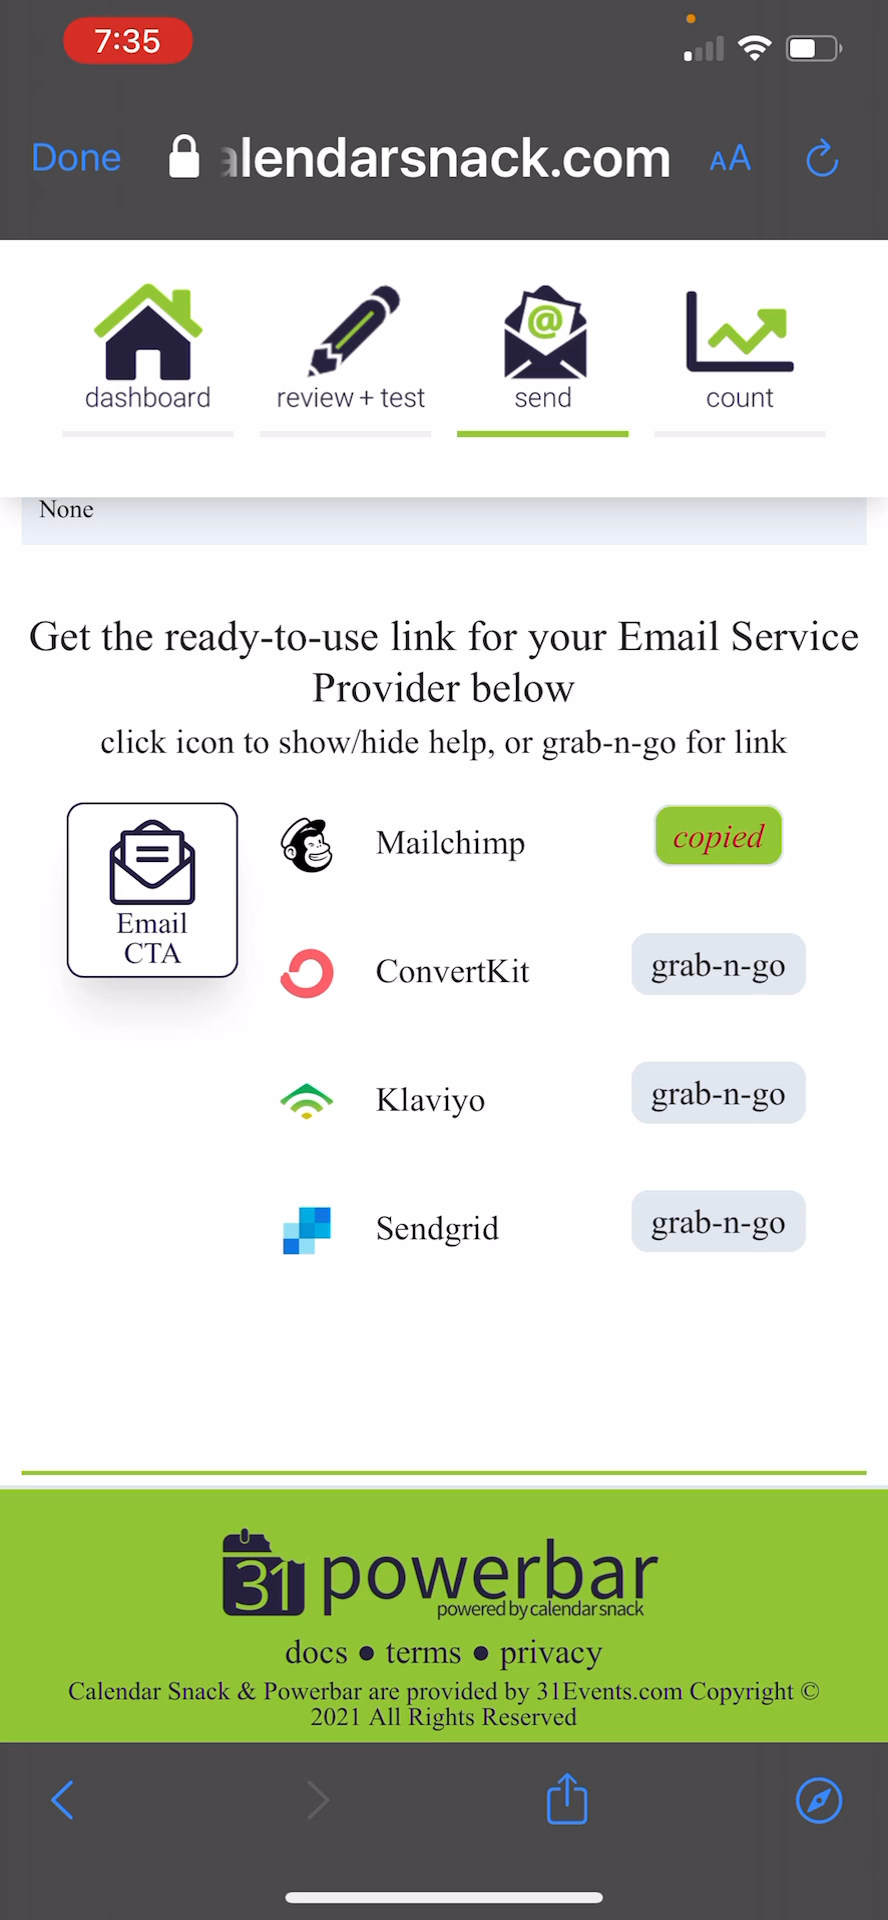 7:35
Done
alendarsnack.com
AA
dashboard
review + test
send
count
None
Get the ready-to-use link for your Email Service
Provider below
click icon to show/hide help, or grab-n-go for link
Email
CTA
Mailchimp
copied
ConvertKit
grab-n-go
Klaviyo
grab-n-go
Sendgrid
grab-n-go
31 powerbar
powered by calendar snack
docs ● terms ● privacy
Calendar Snack & Powerbar are provided by 31Events.com Copyright ©
2021 All Rights Reserved